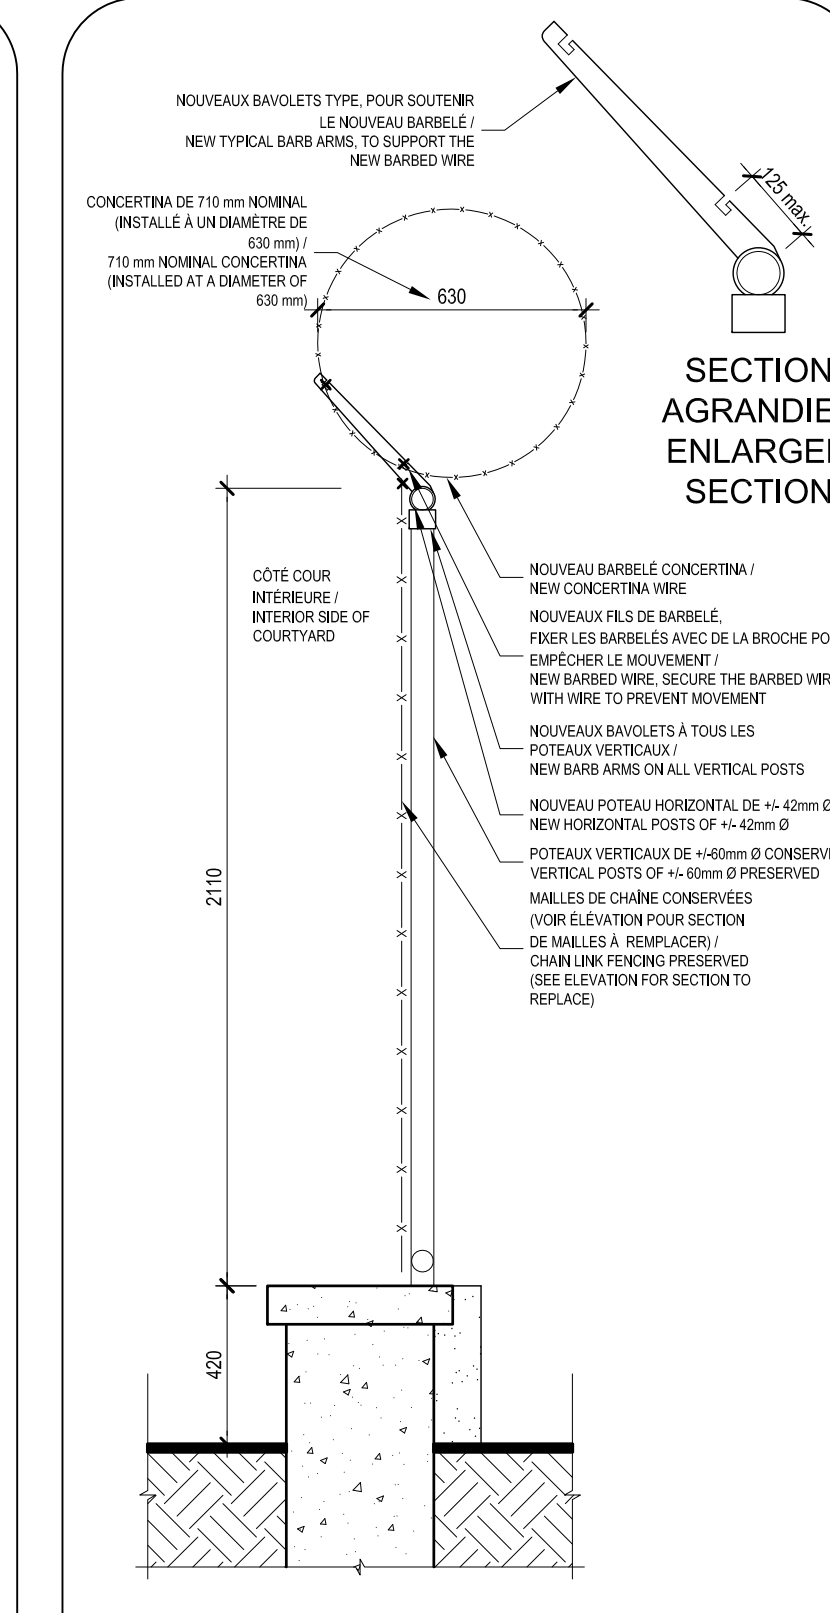 NOUVEAUX BAVOLETS TYPE, POUR SOUTENIR
LE NOUVEAU BARBELÉ /
NEW TYPICAL BARB ARMS, TO SUPPORT THE
NEW BARBED WIRE
125 max.
CONCERTINA DE 710 mm NOMINAL
(INSTALLÉ À UN DIAMÈTRE DE
630 mm) /
710 mm NOMINAL CONCERTINA
(INSTALLED AT A DIAMETER OF
630 mm)
630
SECTION
AGRANDIE
ENLARGE
SECTION
CÔTÉ COUR
INTÉRIEURE /
INTERIOR SIDE OF
COURTYARD
NOUVEAU BARBELÉ CONCERTINA /
NEW CONCERTINA WIRE
NOUVEAUX FILS DE BARBELÉ,
FIXER LES BARBELÉS AVEC DE LA BROCHE PO
EMPÊCHER LE MOUVEMENT /
NEW BARBED WIRE, SECURE THE BARBED WIR
WITH WIRE TO PREVENT MOVEMENT
NOUVEAUX BAVOLETS À TOUS LES
POTEAUX VERTICAUX /
NEW BARB ARMS ON ALL VERTICAL POSTS
NOUVEAU POTEAU HORIZONTAL DE +/- 42mm Ø
NEW HORIZONTAL POSTS OF +/- 42mm Ø
POTEAUX VERTICAUX DE +/-60mm Ø CONSERV
VERTICAL POSTS OF +/- 60mm Ø PRESERVED
MAILLES DE CHAÎNE CONSERVÉES
(VOIR ÉLÉVATION POUR SECTION
DE MAILLES À REMPLACER) /
CHAIN LINK FENCING PRESERVED
(SEE ELEVATION FOR SECTION TO
REPLACE)
2110
420